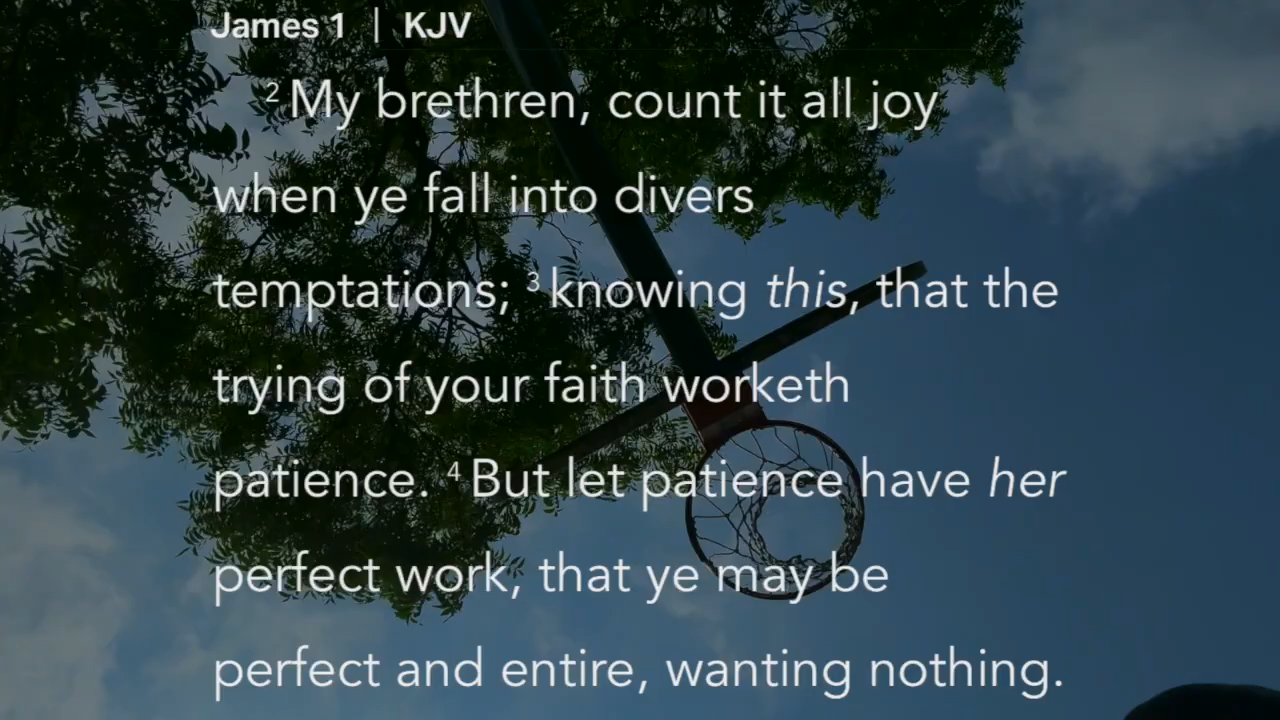 James 1 | KJV
2 My brethren, count it all joy
when ye fall into divers
temptations; 3 knowing this, that the
trying of your faith worketh
patience. 4 But let patience have her
perfect work, that ye may be
perfect and entire, wanting nothing.